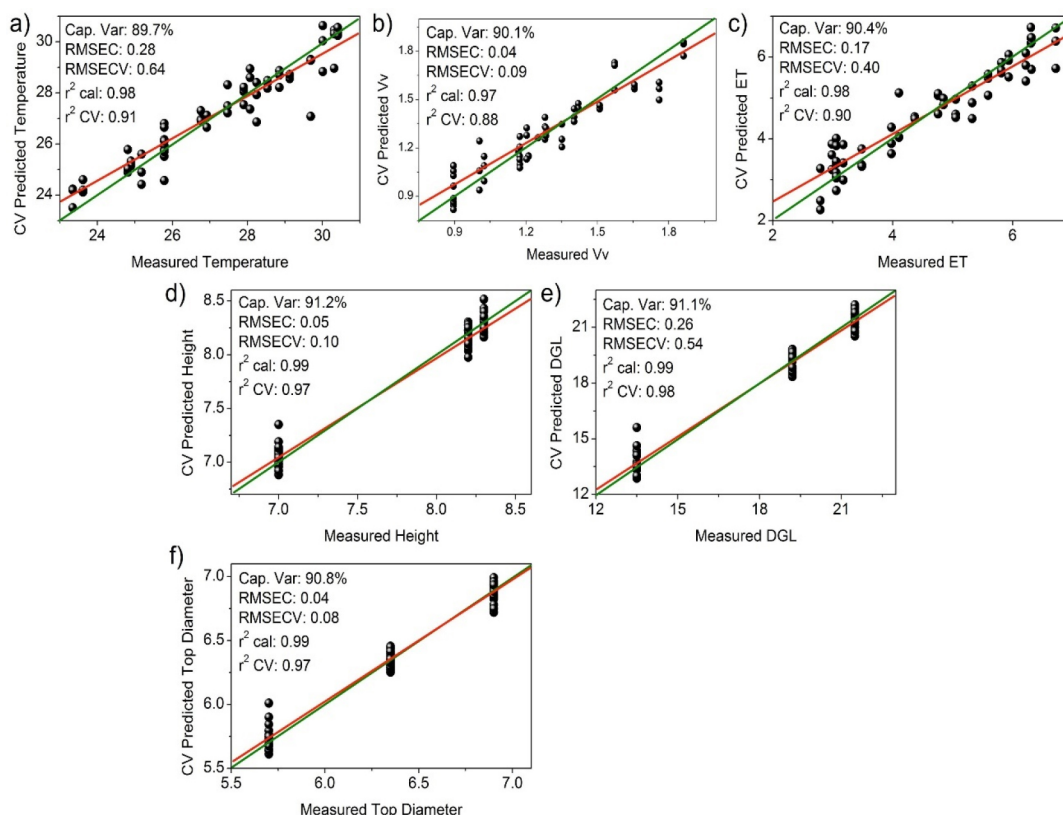 a)
Cap. Var: 89.7%
RMSEC: 0.28
RMSECV: 0.64
r² cal: 0.98
r² CV: 0.91
CV Predicted Temperature
30
28
26
24
24 26 28 30
Measured Temperature
b)
Cap. Var: 90.1%
RMSEC: 0.04
RMSECV: 0.09
r² cal: 0.97
r² CV: 0.88
CV Predicted Vv
1.8
1.5
1.2
0.9
0.9 1.2 1.5 1.8
Measured Vv
c)
Cap. Var: 90.4%
RMSEC: 0.17
RMSECV: 0.40
r² cal: 0.98
r² CV: 0.90
CV Predicted ET
6
4
2
2 4 6
Measured ET
d)
Cap. Var: 91.2%
RMSEC: 0.05
RMSECV: 0.10
r² cal: 0.99
r² CV: 0.97
CV Predicted Height
8.5
8.0
7.5
7.0
7.0 7.5 8.0 8.5
Measured Height
e)
Cap. Var: 91.1%
RMSEC: 0.26
RMSECV: 0.54
r² cal: 0.99
r² CV: 0.98
CV Predicted DGL
21
18
15
12
12 15 18 21
Measured DGL
f)
Cap. Var: 90.8%
RMSEC: 0.04
RMSECV: 0.08
r² cal: 0.99
r² CV: 0.97
CV Predicted Top Diameter
7.0
6.5
6.0
5.5
5.5 6.0 6.5 7.0
Measured Top Diameter